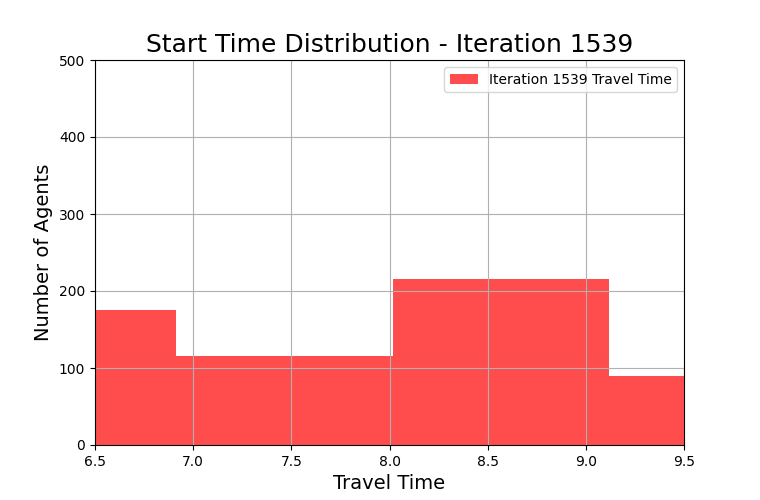 Start Time Distribution - Iteration 1539
Iteration 1539 Travel Time
Number of Agents
500
400
300
200
100
0
6.5 7.0 7.5 8.0 8.5 9.0 9.5
Travel Time